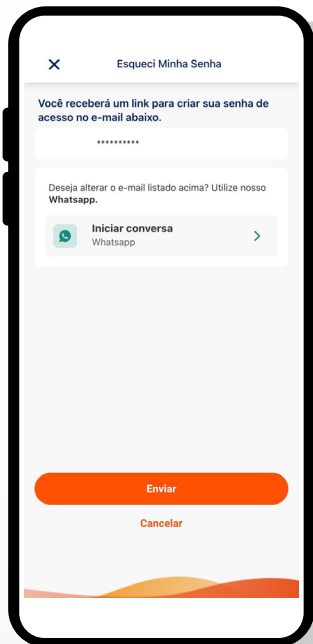 Esqueci Minha Senha
Você receberá um link para criar sua senha de
acesso no e-mail abaixo.
**********
Deseja alterar o e-mail listado acima? Utilize nosso
Whatsapp.
Iniciar conversa
Whatsapp
Enviar
Cancelar